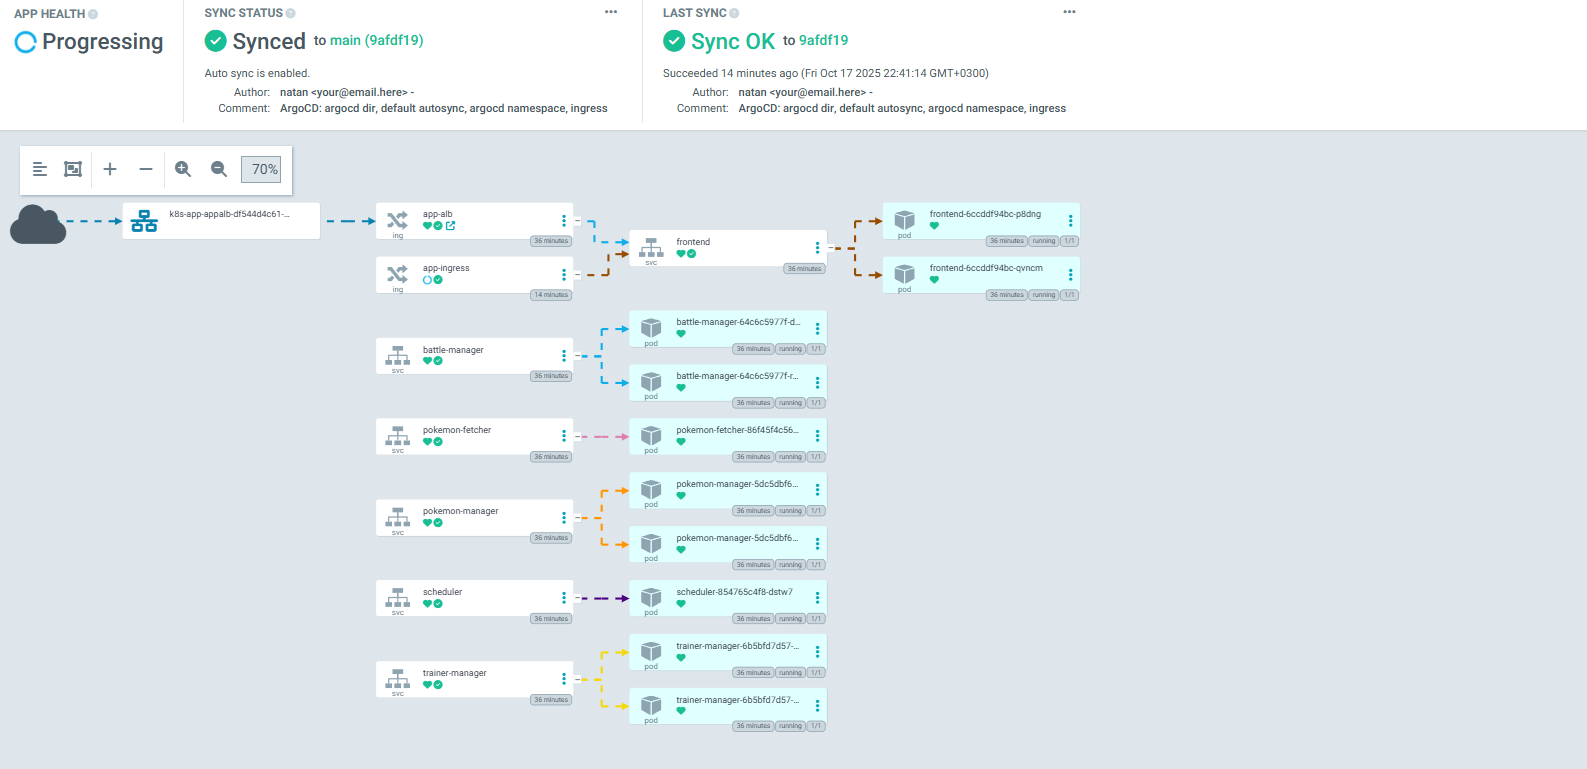 APP HEALTH
Progressing
SYNC STATUS
Synced to main (9afdf19)
Auto sync is enabled.
Author: natan <your@email.here> -
Comment: ArgoCD: argocd dir, default autosync, argocd namespace, ingress
LAST SYNC
Sync OK to 9afdf19
Succeeded 14 minutes ago (Fri Oct 17 2025 22:41:14 GMT+0300)
Author: natan <your@email.here> -
Comment: ArgoCD: argocd dir, default autosync, argocd namespace, ingress
70%
k8s-app-appalb-df544d4c61-...
app-alb
ing
36 minutes
app-ingress
ing
14 minutes
frontend
svc
36 minutes
frontend-6ccddf94bc-p8dng
pod
36 minutes running 1/1
frontend-6ccddf94bc-qvncm
pod
36 minutes running 1/1
battle-manager
svc
36 minutes
battle-manager-64c6c5977f-d...
pod
36 minutes running 1/1
battle-manager-64c6c5977f-r...
pod
36 minutes running 1/1
pokemon-fetcher
svc
36 minutes
pokemon-fetcher-86f45f4c56...
pod
36 minutes running 1/1
pokemon-manager
svc
36 minutes
pokemon-manager-5dc5dbf6...
pod
36 minutes running 1/1
pokemon-manager-5dc5dbf6...
pod
36 minutes running 1/1
scheduler
svc
36 minutes
scheduler-854765c4f8-dstw7
pod
36 minutes running 1/1
trainer-manager
svc
36 minutes
trainer-manager-6b5bfd7d57-...
pod
36 minutes running 1/1
trainer-manager-6b5bfd7d57-...
pod
36 minutes running 1/1